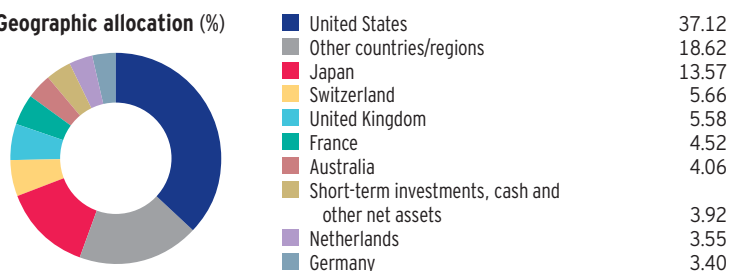 Geographic allocation (%)
United States 37.12
Other countries/regions 18.62
Japan 13.57
Switzerland 5.66
United Kingdom 5.58
France 4.52
Australia 4.06
Short-term investments, cash and
other net assets 3.92
Netherlands 3.55
Germany 3.40